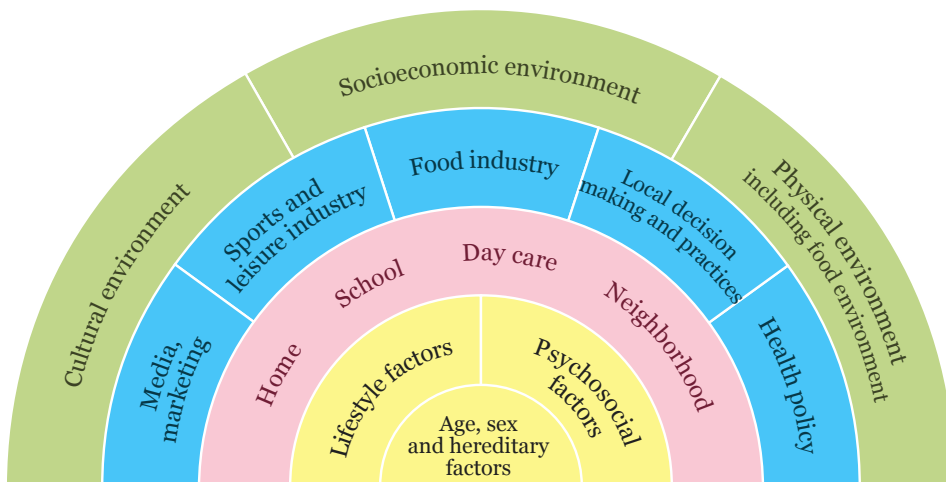 Socioeconomic environment
Cultural environment
Physical environment
including food environment
Food industry
Sports and
leisure industry
Local decision
making and practices
Media,
marketing
Health policy
Home
School
Day care
Neighborhood
Lifestyle factors
Psychosocial
factors
Age, sex
and hereditary
factors